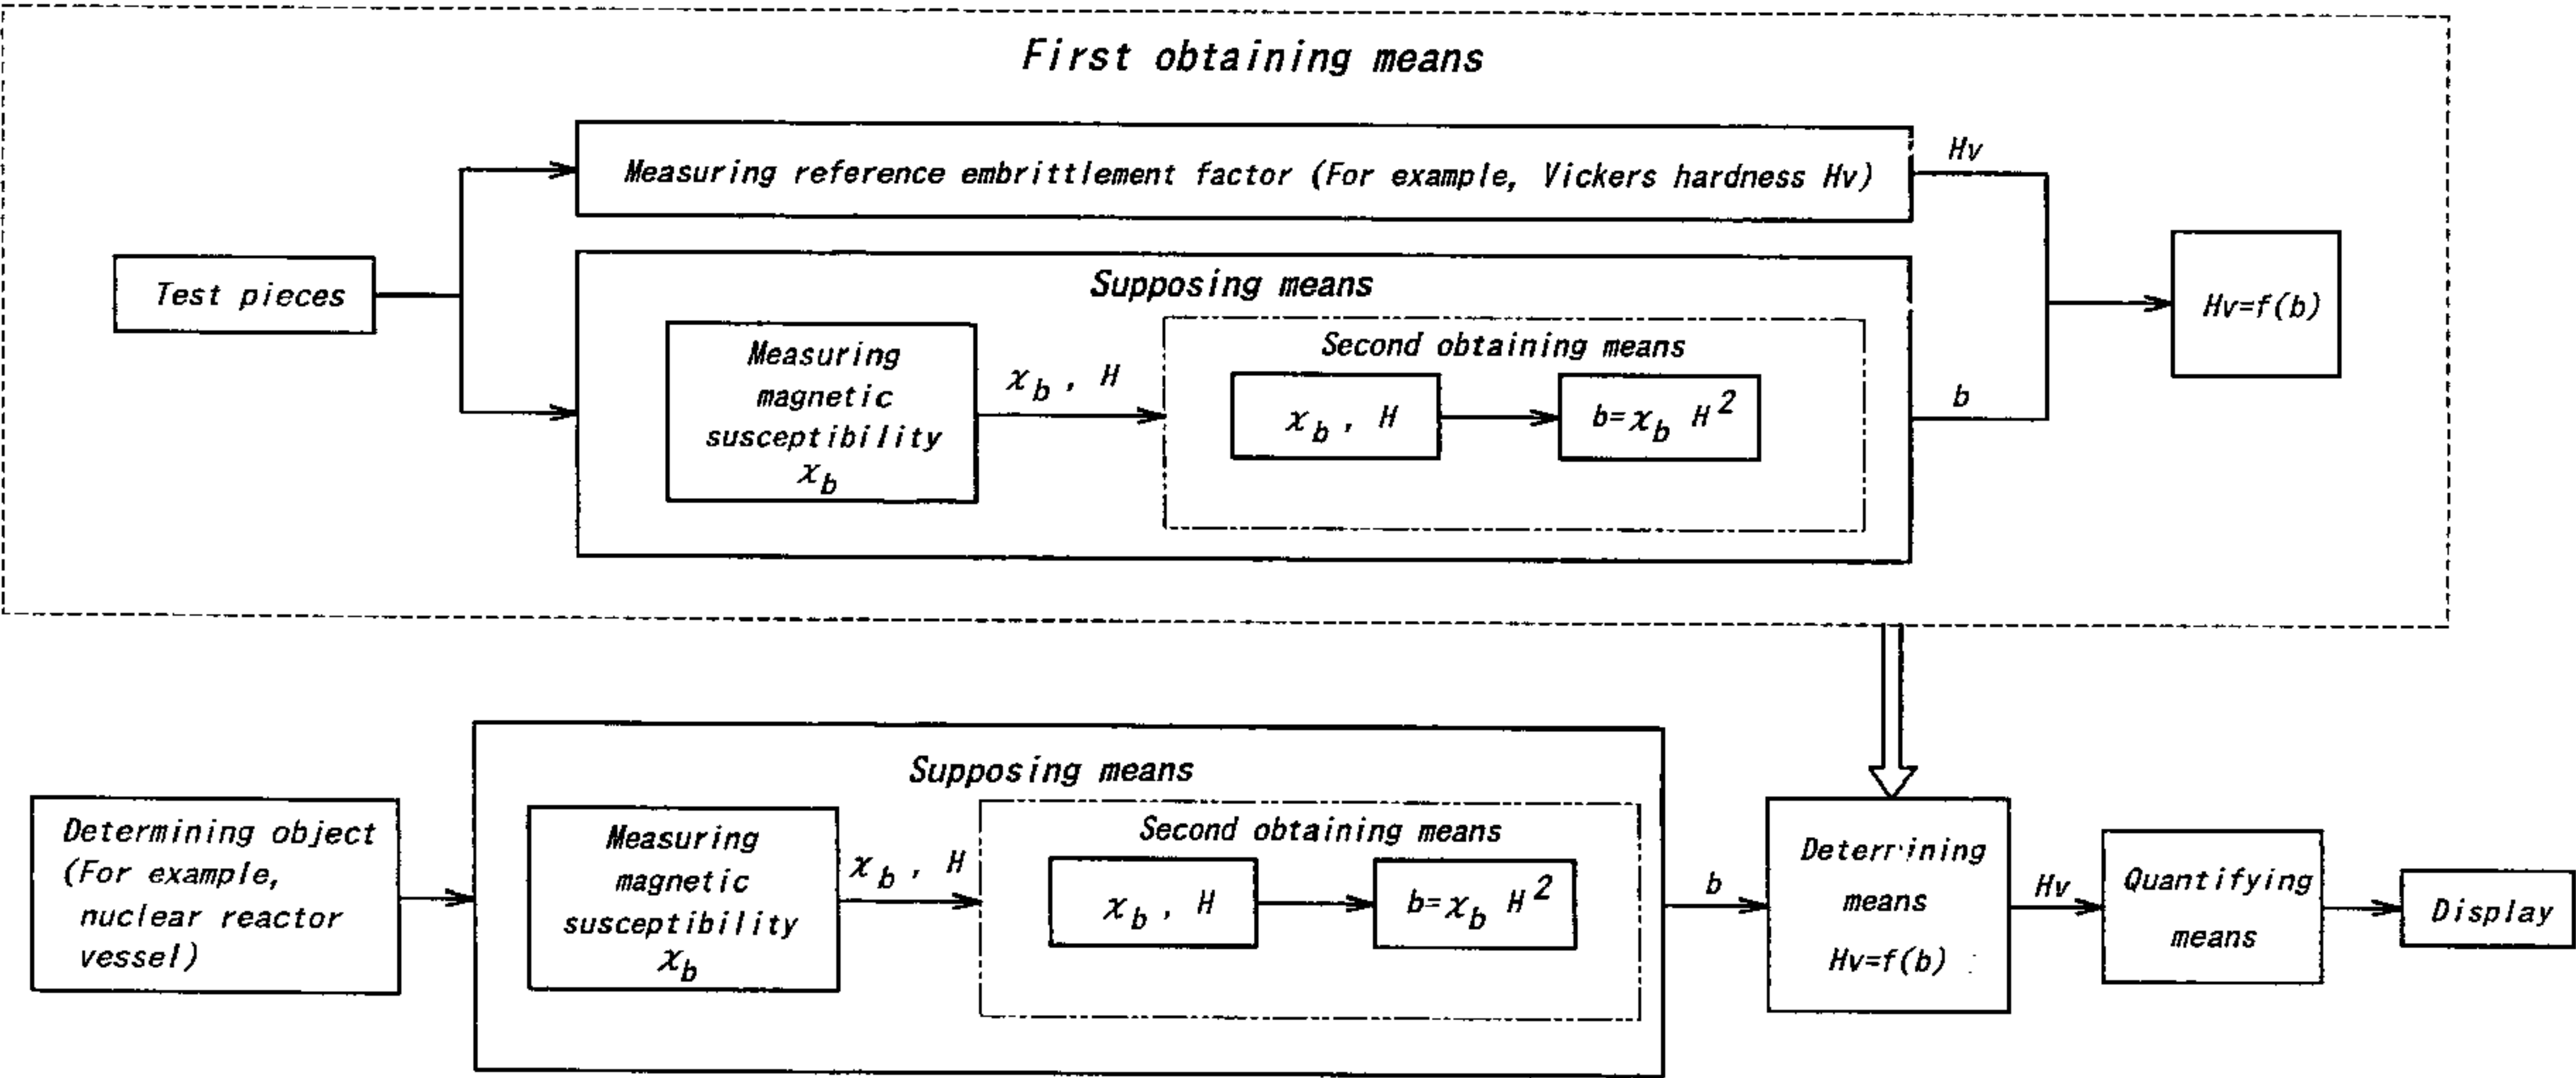 First obtaining means
Measuring reference embrittlement factor (For example, Vickers hardness Hv)
Hv
Test pieces
Supposing means
Measuring
magnetic
susceptibility
χb
χb , H
Second obtaining means
χb , H
b=χb H²
b
Hv=f(b)
Determining object
(For example,
nuclear reactor
vessel)
Supposing means
Measuring
magnetic
susceptibility
χb
χb , H
Second obtaining means
χb , H
b=χb H²
b
Determining
means
Hv=f(b)
Hv
Quantifying
means
Display